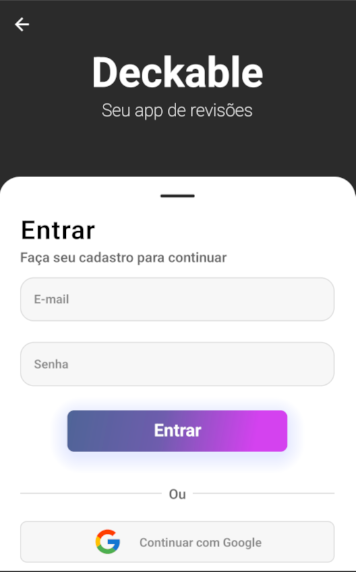 Deckable
Seu app de revisões
Entrar
Faça seu cadastro para continuar
E-mail
Senha
Entrar
Ou
Continuar com Google